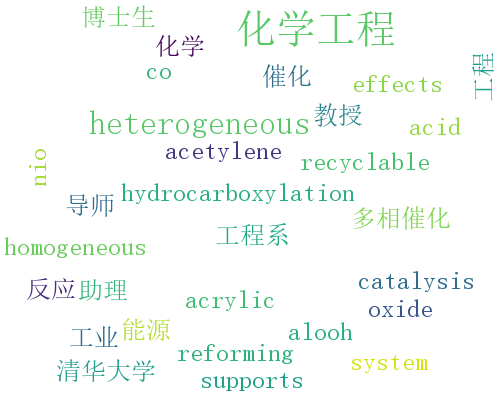 博士生
化学工程
化学
co
催化
工程
effects
heterogeneous
教授
acid
acetylene
recyclable
nio
导师
hydrocarboxylation
多相催化
工程系
homogeneous
反应
助理
catalysis
acrylic
oxide
工业
能源
alooh
reforming
system
清华大学
supports